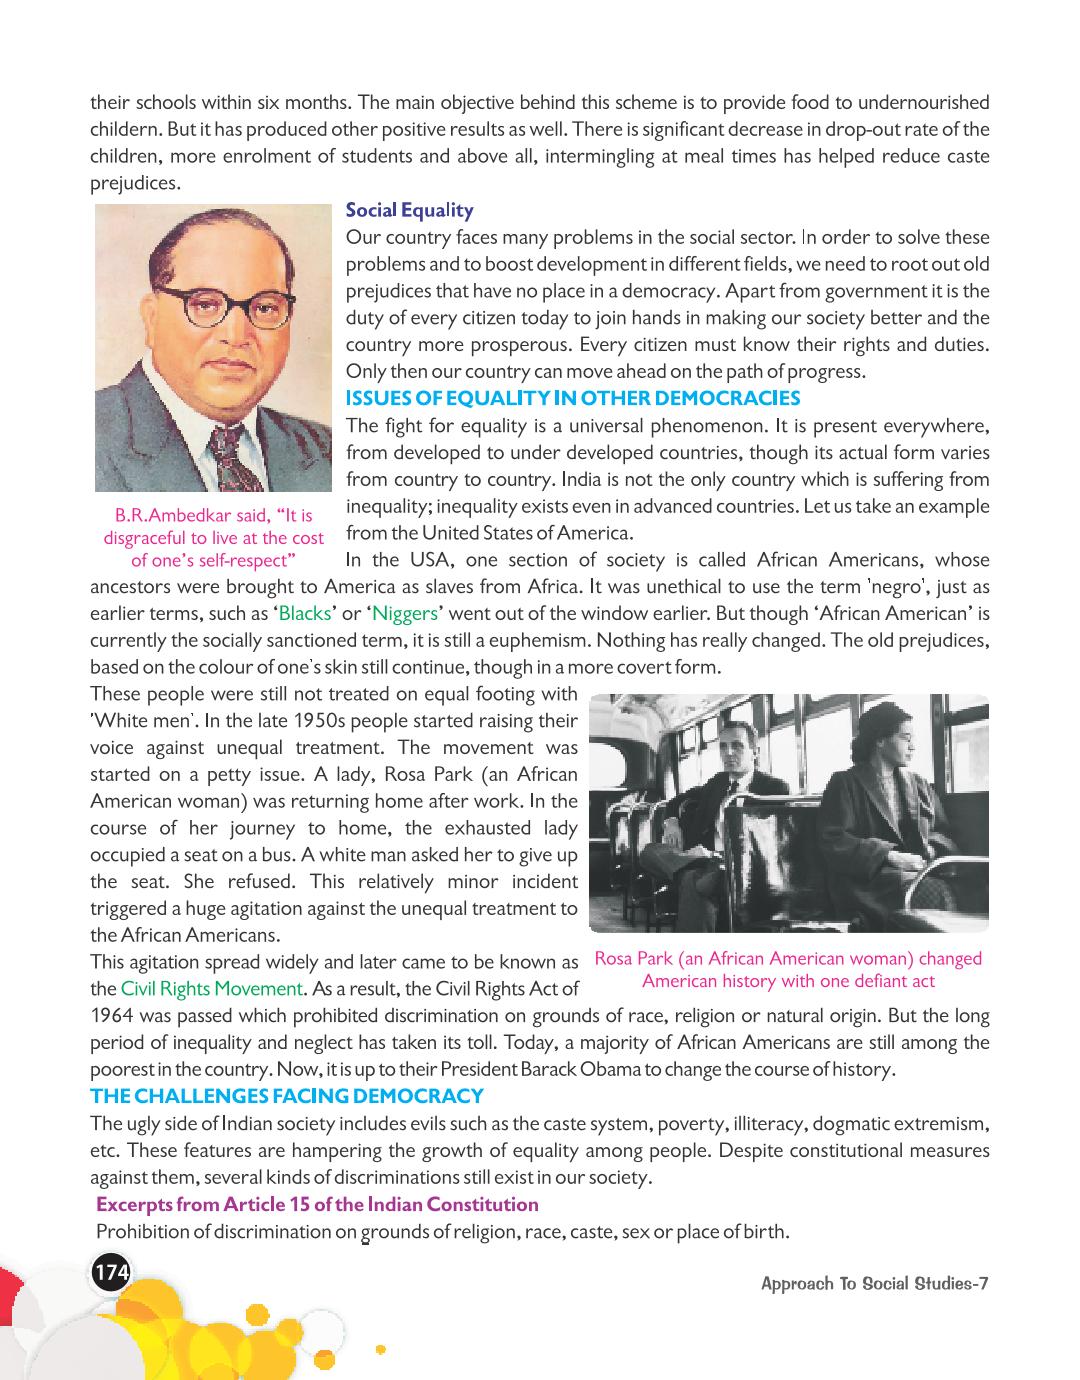 their schools within six months. The main objective behind this scheme is to provide food to undernourished
childern. But it has produced other positive results as well. There is significant decrease in drop-out rate of the
children, more enrolment of students and above all, intermingling at meal times has helped reduce caste
prejudices.
Social Equality
Our country faces many problems in the social sector. In order to solve these
problems and to boost development in different fields, we need to root out old
prejudices that have no place in a democracy. Apart from government it is the
duty of every citizen today to join hands in making our society better and the
country more prosperous. Every citizen must know their rights and duties.
Only then our country can move ahead on the path of progress.
ISSUES OF EQUALITY IN OTHER DEMOCRACIES
The fight for equality is a universal phenomenon. It is present everywhere,
from developed to under developed countries, though its actual form varies
from country to country. India is not the only country which is suffering from
inequality; inequality exists even in advanced countries. Let us take an example
from the United States of America.
B.R.Ambedkar said, “It is
disgraceful to live at the cost
of one’s self-respect”
In the USA, one section of society is called African Americans, whose
ancestors were brought to America as slaves from Africa. It was unethical to use the term 'negro', just as
earlier terms, such as ‘Blacks’ or ‘Niggers’ went out of the window earlier. But though ‘African American’ is
currently the socially sanctioned term, it is still a euphemism. Nothing has really changed. The old prejudices,
based on the colour of one's skin still continue, though in a more covert form.
These people were still not treated on equal footing with
'White men'. In the late 1950s people started raising their
voice against unequal treatment. The movement was
started on a petty issue. A lady, Rosa Park (an African
American woman) was returning home after work. In the
course of her journey to home, the exhausted lady
occupied a seat on a bus. A white man asked her to give up
the seat. She refused. This relatively minor incident
triggered a huge agitation against the unequal treatment to
the African Americans.
Rosa Park (an African American woman) changed
American history with one defiant act
This agitation spread widely and later came to be known as
the Civil Rights Movement. As a result, the Civil Rights Act of
1964 was passed which prohibited discrimination on grounds of race, religion or natural origin. But the long
period of inequality and neglect has taken its toll. Today, a majority of African Americans are still among the
poorest in the country. Now, it is up to their President Barack Obama to change the course of history.
THE CHALLENGES FACING DEMOCRACY
The ugly side of Indian society includes evils such as the caste system, poverty, illiteracy, dogmatic extremism,
etc. These features are hampering the growth of equality among people. Despite constitutional measures
against them, several kinds of discriminations still exist in our society.
Excerpts from Article 15 of the Indian Constitution
Prohibition of discrimination on grounds of religion, race, caste, sex or place of birth.
174
Approach To Social Studies-7